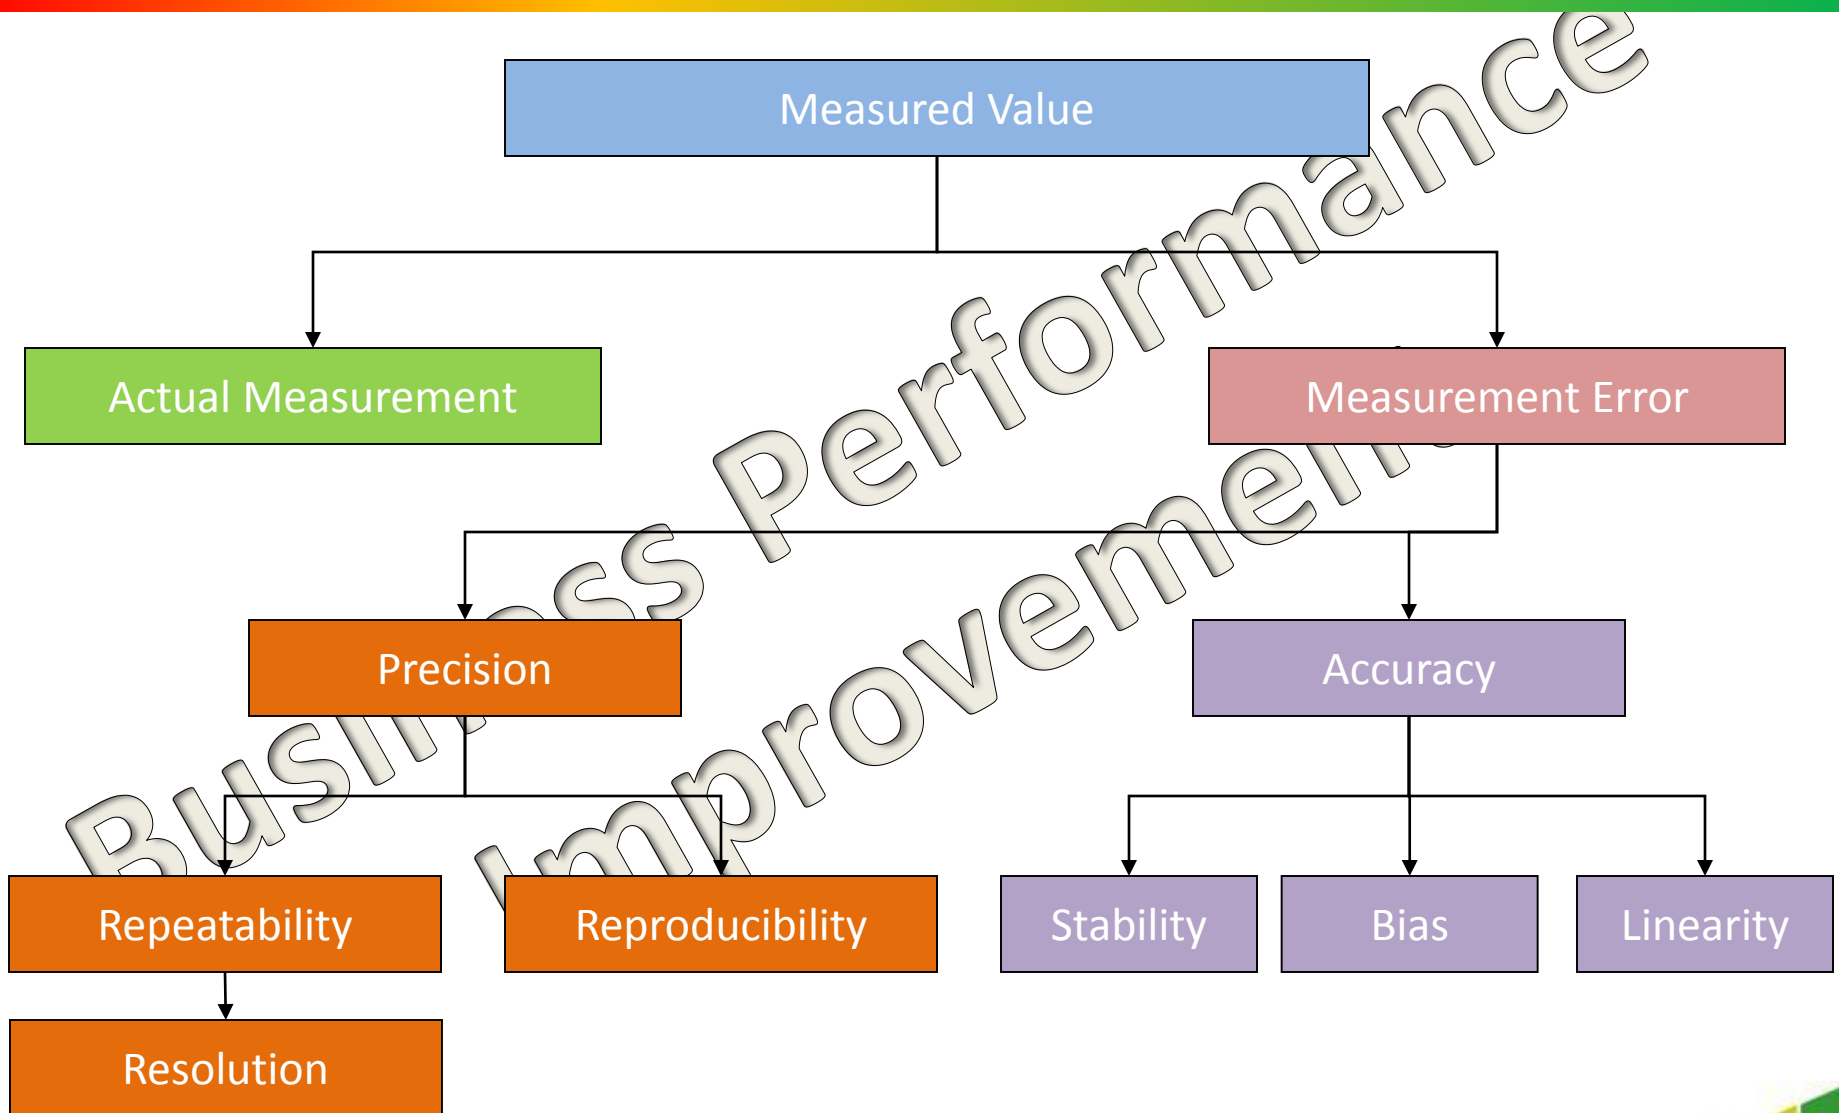 Measured Value
Actual Measurement
Measurement Error
Precision
Accuracy
Repeatability
Reproducibility
Stability
Bias
Linearity
Resolution
Business Performance
Improvement